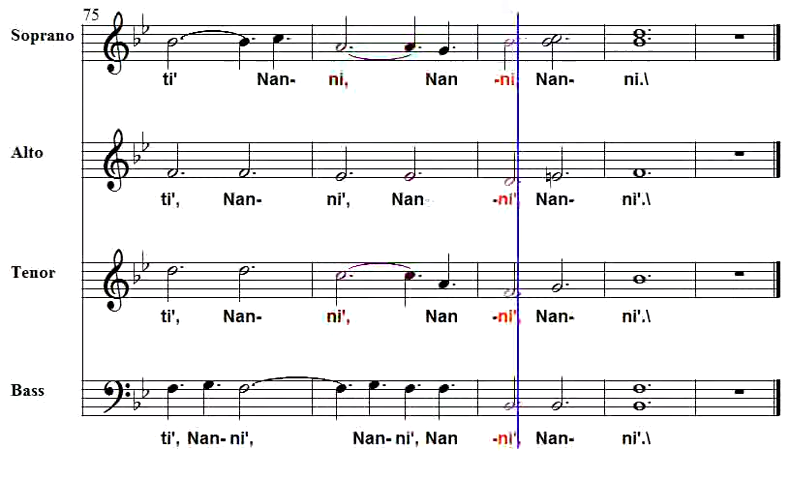 75
Soprano
ti' Nan- ni, Nan -ni, Nan- ni.\
Alto
ti', Nan- ni', Nan- -ni', Nan- ni'.\
Tenor
ti', Nan- ni', Nan -ni', Nan- ni'.\
Bass
ti', Nan- ni', Nan- ni', Nan -ni', Nan- ni'.\